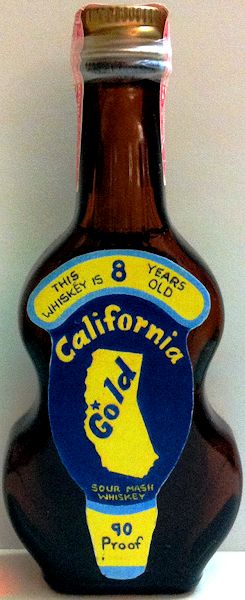 THIS WHISKEY IS 8 YEARS OLD
California
Gold
SOUR MASH
WHISKEY
90
Proof